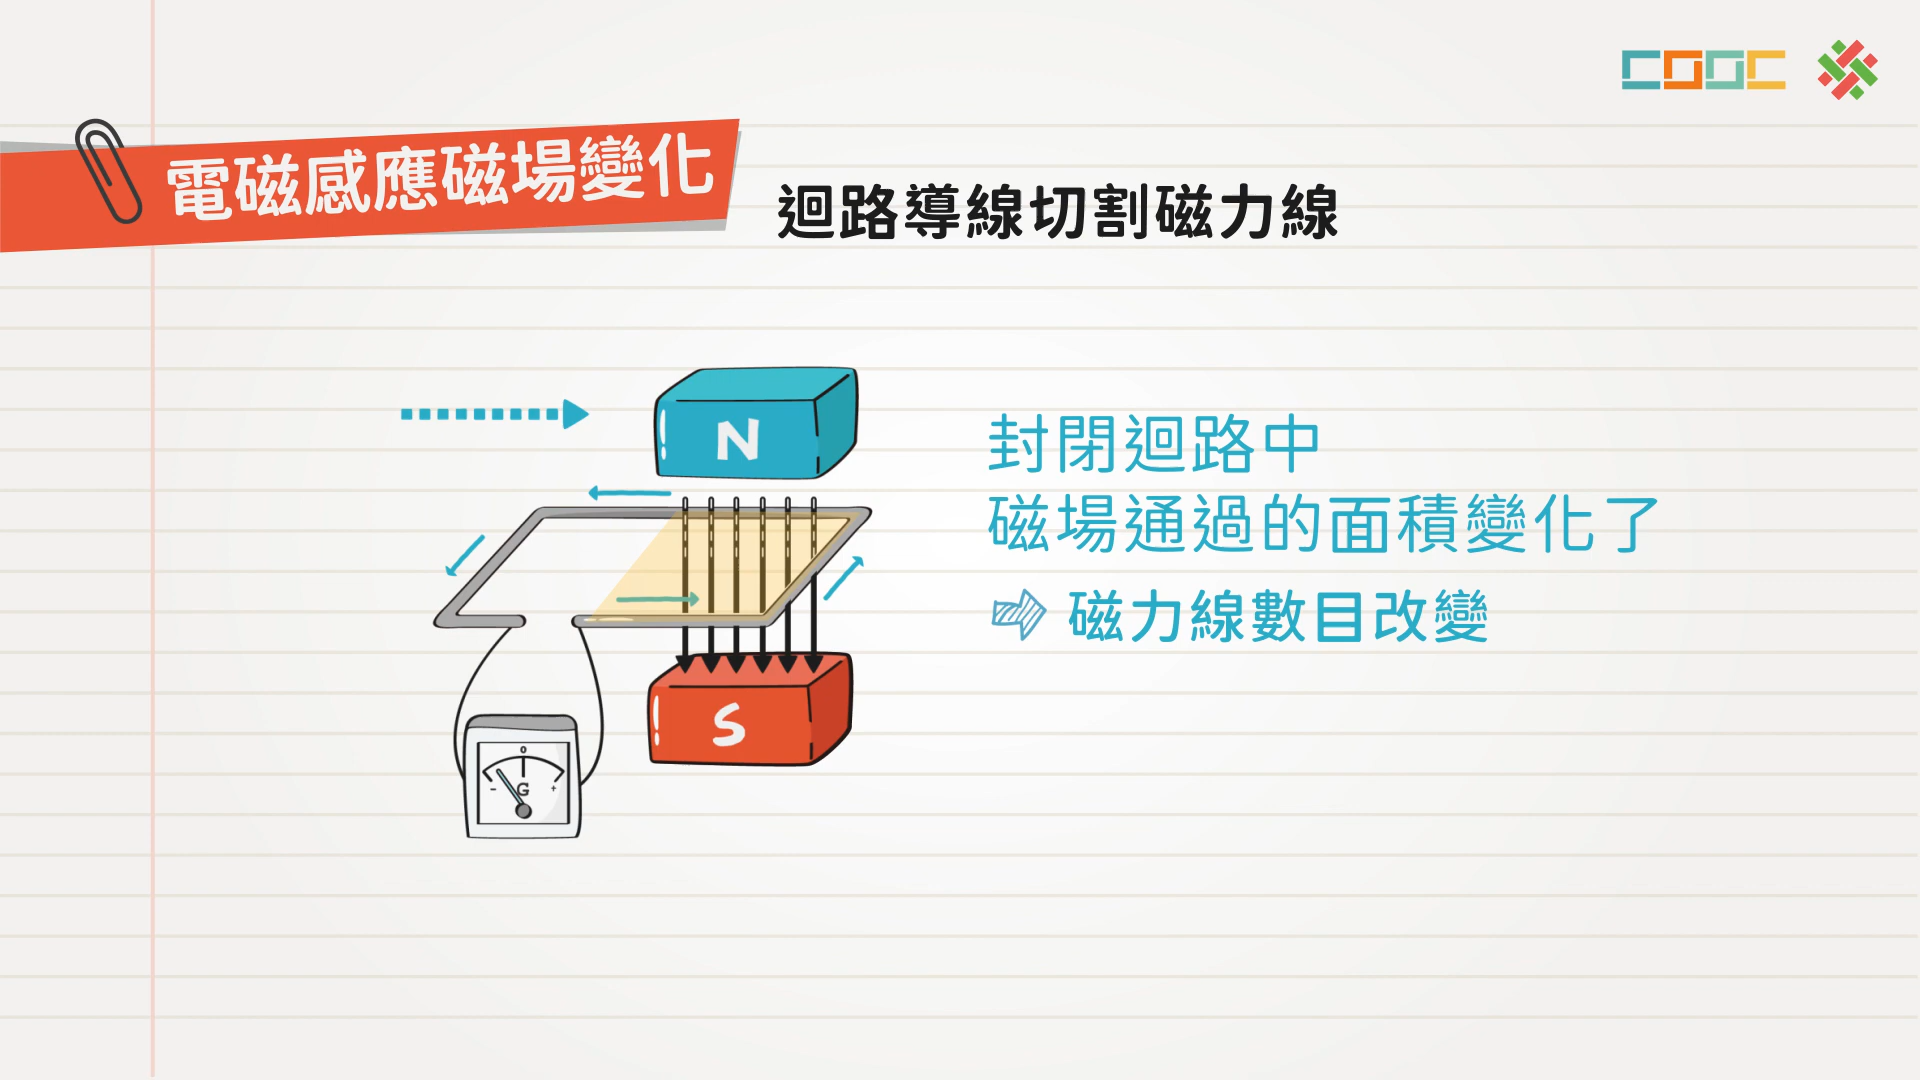 COOC
電磁感應磁場變化
迴路導線切割磁力線
N
封閉迴路中
磁場通過的面積變化了
磁力線數目改變
S
0
- G +